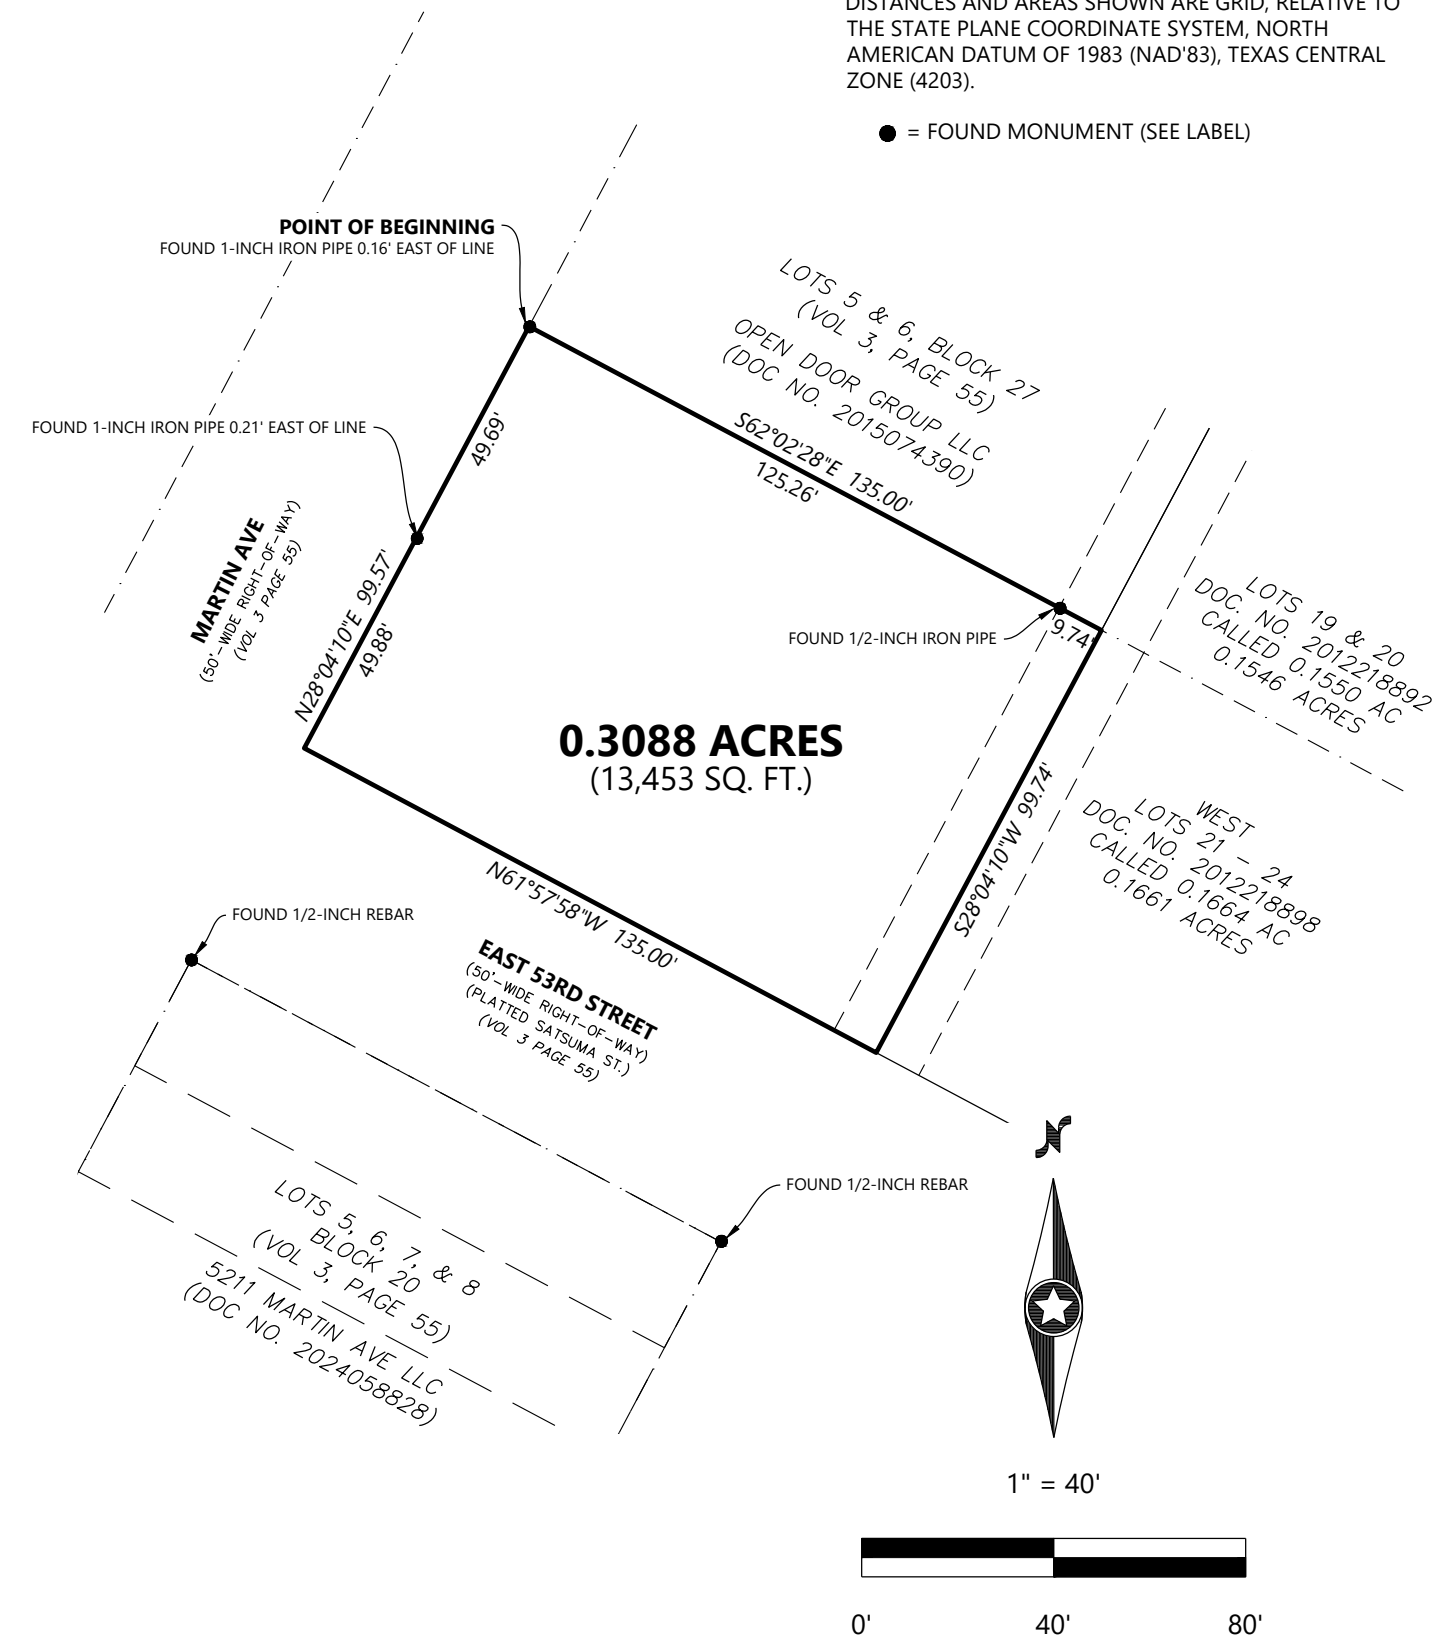 DISTANCES AND AREAS SHOWN ARE GRID, RELATIVE TO
THE STATE PLANE COORDINATE SYSTEM, NORTH
AMERICAN DATUM OF 1983 (NAD'83), TEXAS CENTRAL
ZONE (4203).
= FOUND MONUMENT (SEE LABEL)
POINT OF BEGINNING
FOUND 1-INCH IRON PIPE 0.16' EAST OF LINE
LOTS 5 & 6, BLOCK 27
(VOL 3, PAGE 55)
OPEN DOOR GROUP LLC
(DOC NO. 2015074390)
FOUND 1-INCH IRON PIPE 0.21' EAST OF LINE
49.69'
S62°02'28"E 135.00'
125.26'
MARTIN AVE
(50'-WIDE RIGHT-OF-WAY)
(VOL 3 PAGE 55)
N28°04'10"E 99.57'
49.88'
FOUND 1/2-INCH IRON PIPE
9.74'
LOTS 19 & 20
DOC. NO. 2012218892
CALLED 0.1550 AC
0.1546 ACRES
0.3088 ACRES
(13,453 SQ. FT.)
S28°04'10"W 99.74'
WEST
LOTS 21 - 24
DOC. NO. 2012218898
CALLED 0.1664 AC
0.1661 ACRES
N61°57'58"W 135.00'
FOUND 1/2-INCH REBAR
EAST 53RD STREET
(50'-WIDE RIGHT-OF-WAY)
(PLATTED SATSUMA ST.)
(VOL 3 PAGE 55)
N
FOUND 1/2-INCH REBAR
LOTS 5, 6, 7, & 8
BLOCK 20
(VOL 3, PAGE 55)
5211 MARTIN AVE LLC
(DOC NO. 2024058828)
1" = 40'
0' 40' 80'